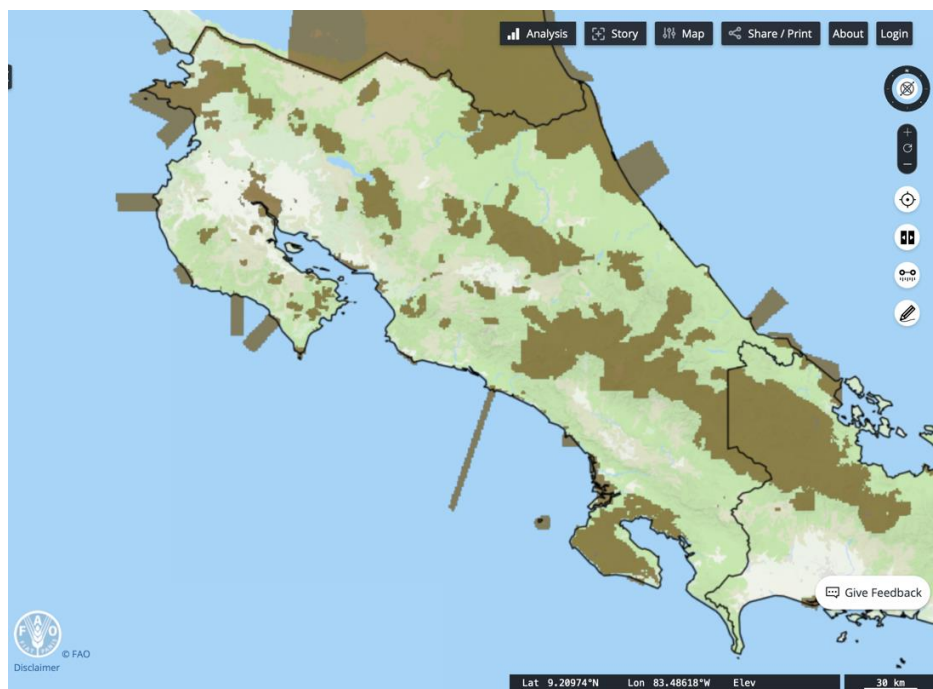 Analysis
Story
Map
Share / Print
About
Login
Give Feedback
F A O
© FAO
Disclaimer
Lat 9.20974°N Lon 83.48618°W Elev
30 km